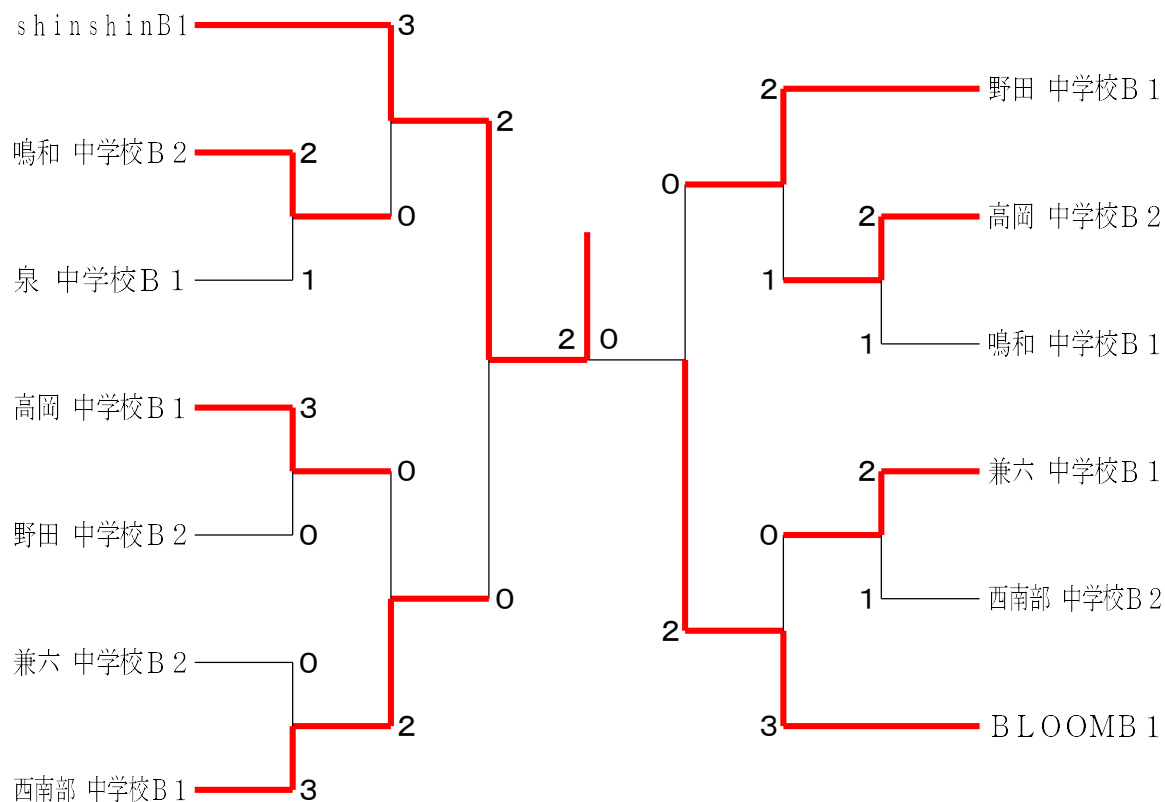 ｓｈｉｎｓｈｉｎＢ１
3
2
鳴和 中学校Ｂ２
2
0
泉 中学校Ｂ１
1
高岡 中学校Ｂ１
3
0
野田 中学校Ｂ２
0
0
兼六 中学校Ｂ２
0
2
西南部 中学校Ｂ１
3
2 0
2
野田 中学校Ｂ１
0
2
高岡 中学校Ｂ２
1
1
鳴和 中学校Ｂ１
2
兼六 中学校Ｂ１
0
1
西南部 中学校Ｂ２
2
3
ＢＬＯＯＭＢ１